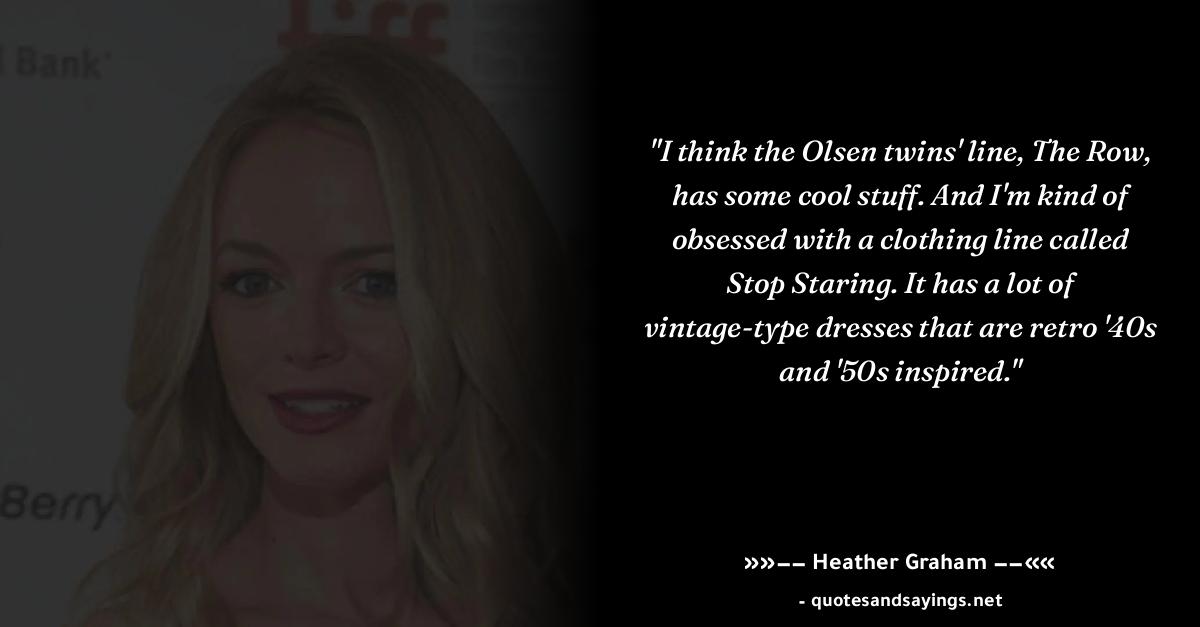 tiff
l Bank
Berry
"I think the Olsen twins' line, The Row,
has some cool stuff. And I'm kind of
obsessed with a clothing line called
Stop Staring. It has a lot of
vintage-type dresses that are retro '40s
and '50s inspired."
»»−− Heather Graham −−««
- quotesandsayings.net